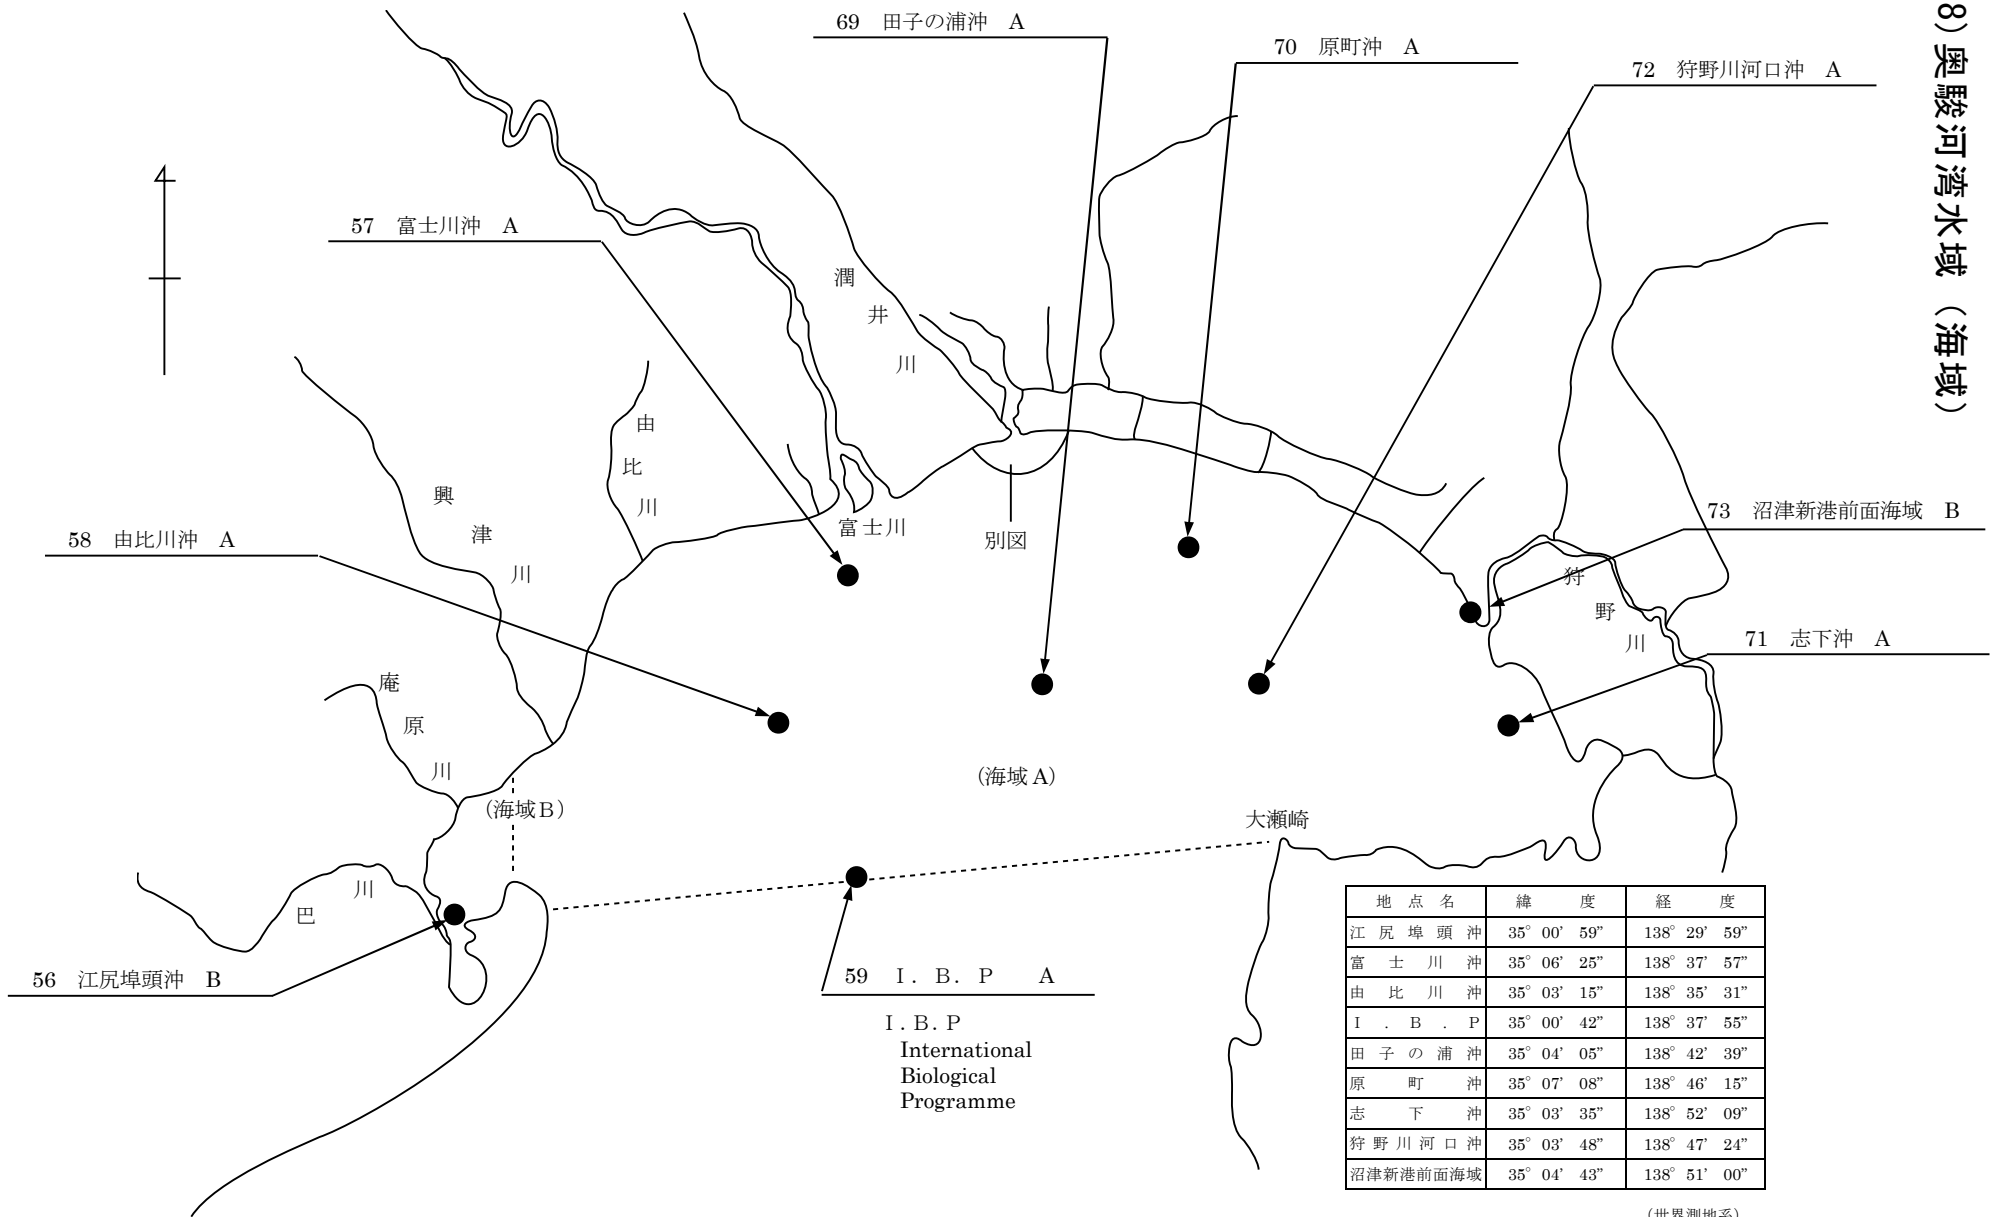 8）奥駿河湾水域（海域）
69 田子の浦沖 A
70 原町沖 A
72 狩野川河口沖 A
57 富士川沖 A
潤井川
由比川
興津川
富士川
別図
73 沼津新港前面海域 B
58 由比川沖 A
狩野川
71 志下沖 A
庵原川
（海域A）
（海域B）
大瀬崎
巴川
56 江尻埠頭沖 B
59 I．B．P A
I．B．P
International
Biological
Programme
地点名 緯度 経度
江尻埠頭沖 35° 00’ 59” 138° 29’ 59”
富士川沖 35° 06’ 25” 138° 37’ 57”
由比川沖 35° 03’ 15” 138° 35’ 31”
I．B．P 35° 00’ 42” 138° 37’ 55”
田子の浦沖 35° 04’ 05” 138° 42’ 39”
原町沖 35° 07’ 08” 138° 46’ 15”
志下沖 35° 03’ 35” 138° 52’ 09”
狩野川河口沖 35° 03’ 48” 138° 47’ 24”
沼津新港前面海域 35° 04’ 43” 138° 51’ 00”
（世界測地系）